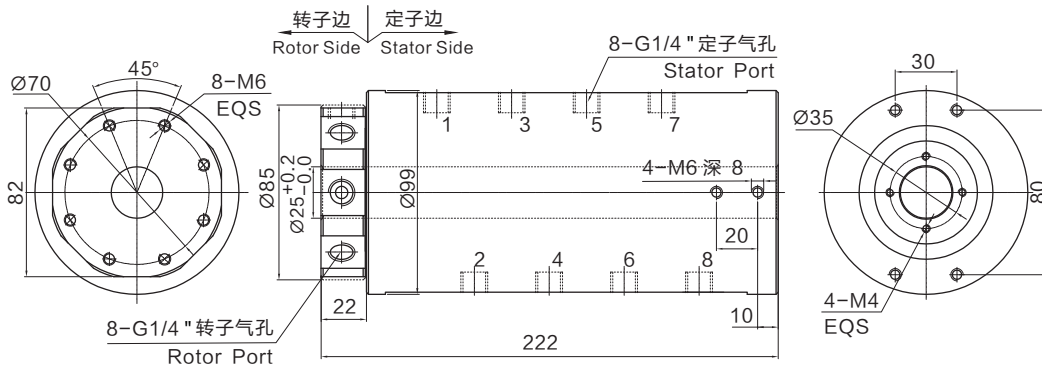 转子边
定子边
Rotor Side
Stator Side
8-G1/4 " 定子气孔
Stator Port
Ø70
45°
8-M6
EQS
82
Ø85
Ø25 +0.2 -0.0
Ø99
1
3
5
7
4-M6 深 8
20
2
4
6
8
22
10
222
8-G1/4 " 转子气孔
Rotor Port
30
Ø35
80
4-M4
EQS